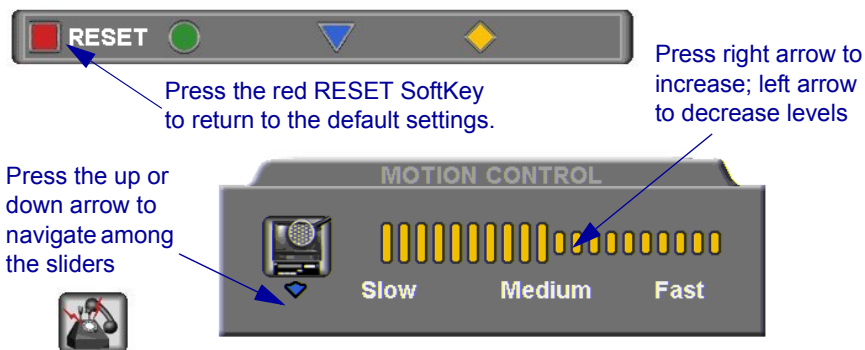 RESET
Press the red RESET SoftKey
to return to the default settings.
Press right arrow to
increase; left arrow
to decrease levels
Press the up or
down arrow to
navigate among
the sliders
MOTION CONTROL
Slow Medium Fast